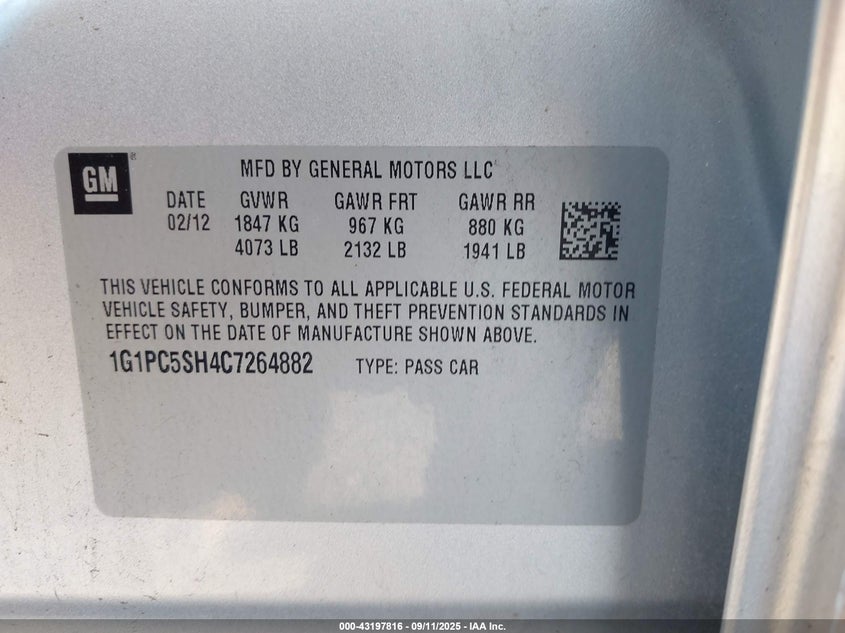 GM ®
MFD BY GENERAL MOTORS LLC
DATE GVWR GAWR FRT GAWR RR
02/12 1847 KG 967 KG 880 KG
4073 LB 2132 LB 1941 LB
THIS VEHICLE CONFORMS TO ALL APPLICABLE U.S. FEDERAL MOTOR
VEHICLE SAFETY, BUMPER, AND THEFT PREVENTION STANDARDS IN
EFFECT ON THE DATE OF MANUFACTURE SHOWN ABOVE.
1G1PC5SH4C7264882 TYPE: PASS CAR
000-43197816 - 09/11/2025 - IAA Inc.